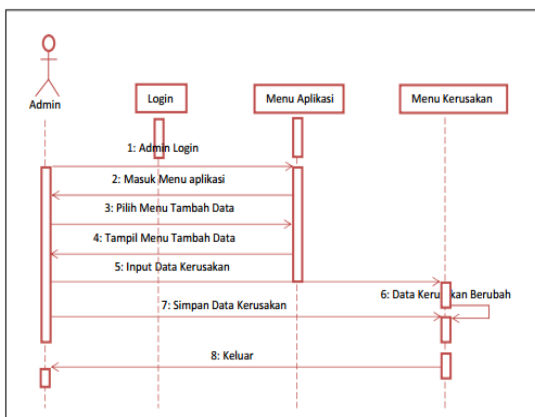 Admin
Login
Menu Aplikasi
Menu Kerusakan
1: Admin Login
2: Masuk Menu aplikasi
3: Pilih Menu Tambah Data
4: Tampil Menu Tambah Data
5: Input Data Kerusakan
6: Data Kerusakan Berubah
7: Simpan Data Kerusakan
8: Keluar